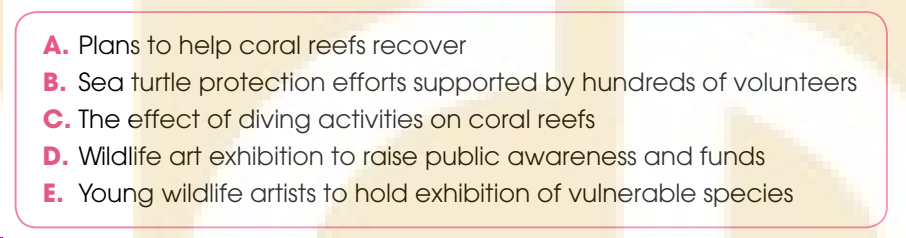 A. Plans to help coral reefs recover
B. Sea turtle protection efforts supported by hundreds of volunteers
C. The effect of diving activities on coral reefs
D. Wildlife art exhibition to raise public awareness and funds
E. Young wildlife artists to hold exhibition of vulnerable species